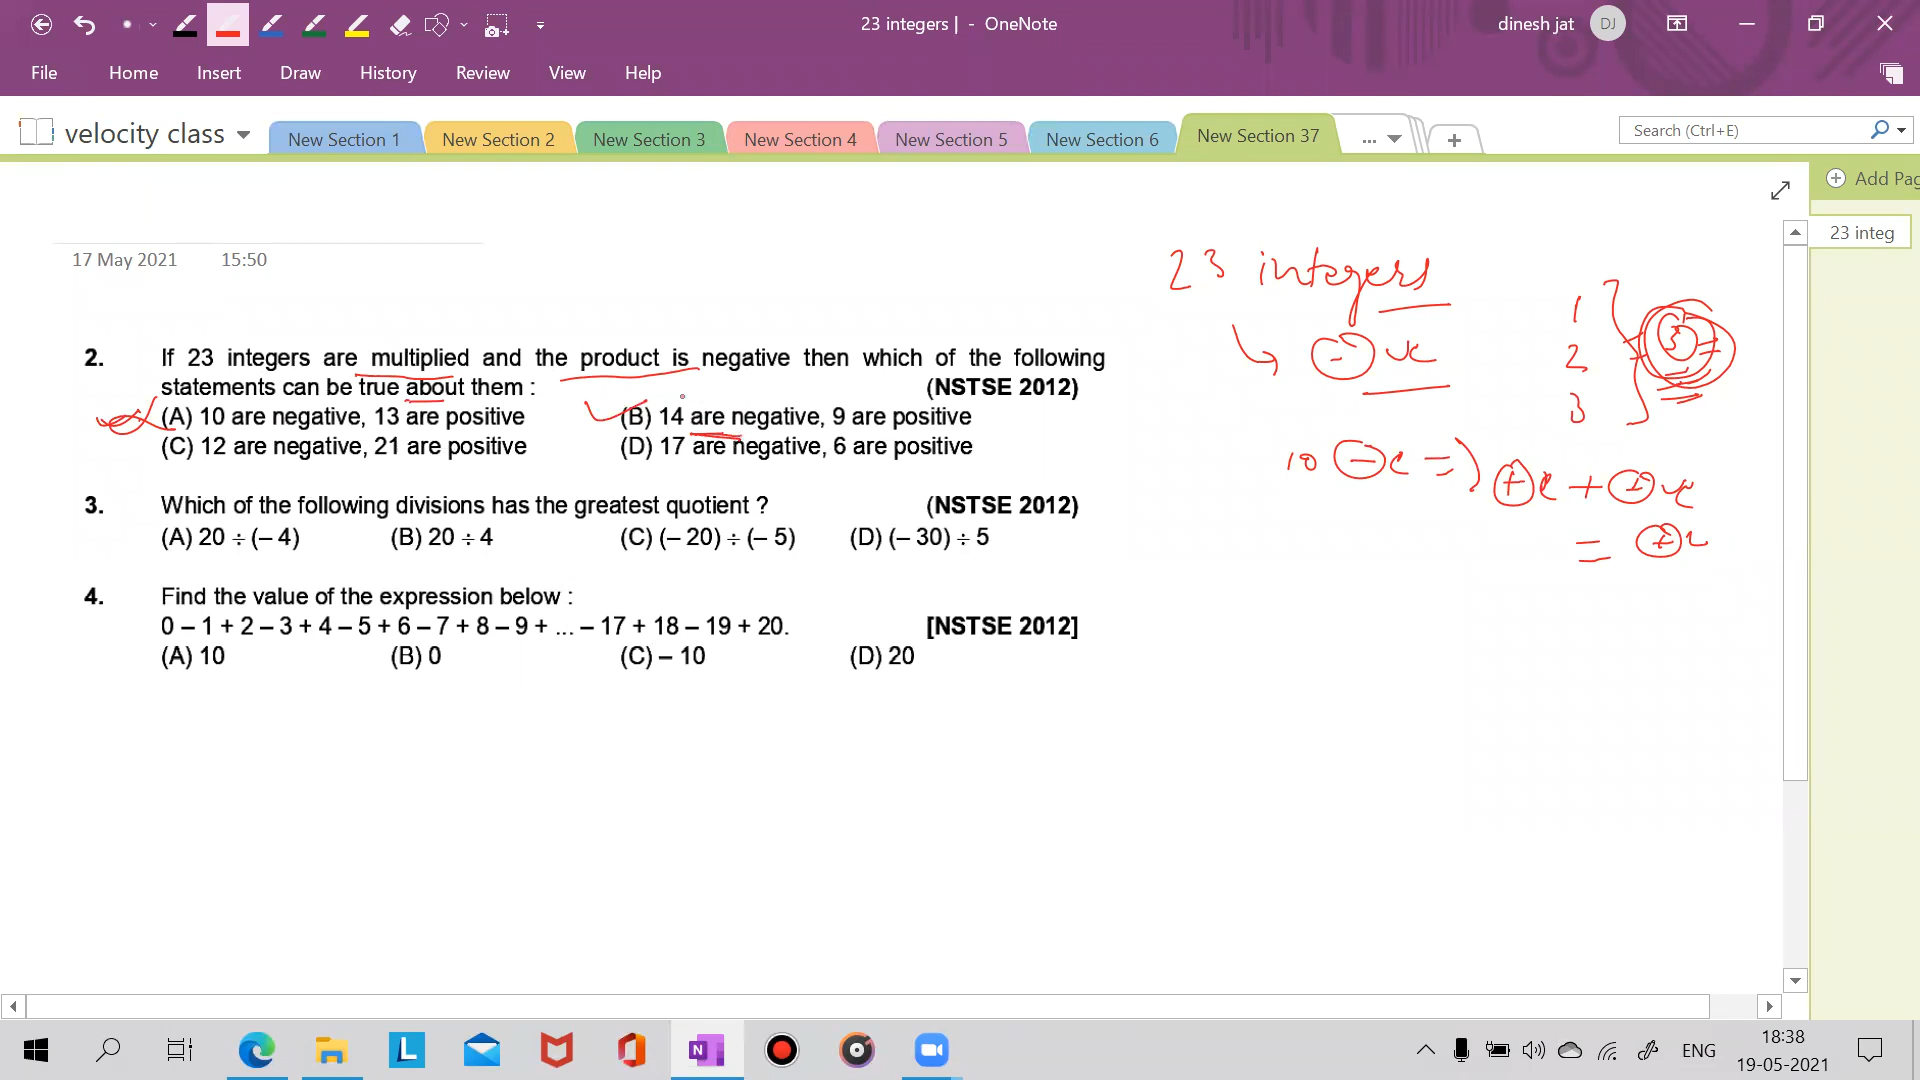 23 integers | - OneNote
dinesh jat
DJ
File Home Insert Draw History Review View Help
velocity class
New Section 1 New Section 2 New Section 3 New Section 4 New Section 5 New Section 6 New Section 37 ...
Search (Ctrl+E)
Add Pag
23 integ
17 May 2021 15:50
23 integers
- ve
1
2
3
2. If 23 integers are multiplied and the product is negative then which of the following
statements can be true about them : (NSTSE 2012)
(A) 10 are negative, 13 are positive (B) 14 are negative, 9 are positive
(C) 12 are negative, 21 are positive (D) 17 are negative, 6 are positive
3. Which of the following divisions has the greatest quotient ? (NSTSE 2012)
(A) 20 ÷ (– 4) (B) 20 ÷ 4 (C) (– 20) ÷ (– 5) (D) (– 30) ÷ 5
4. Find the value of the expression below :
0 – 1 + 2 – 3 + 4 – 5 + 6 – 7 + 8 – 9 + ... – 17 + 18 – 19 + 20. [NSTSE 2012]
(A) 10 (B) 0 (C) – 10 (D) 20
ENG
18:38
19-05-2021